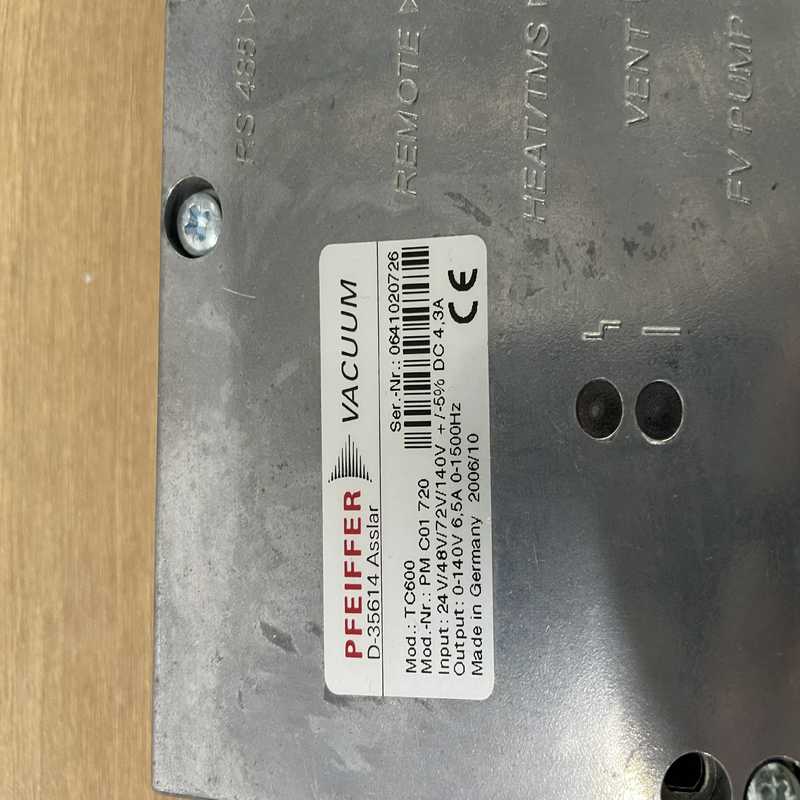 RS 485
REMOTE
HEAT/TMS
VENT
FV PUMP
PFEIFFER VACUUM
D-35614 Asslar
Ser.-Nr.: 0641020726
Mod.: TC600
Mod.-Nr.: PM C01 720
Input: 24V/48V/72V/140V +/-5% DC 4,3A
Output: 0-140V 6,5A 0-1500Hz
Made in Germany 2006/10
CE